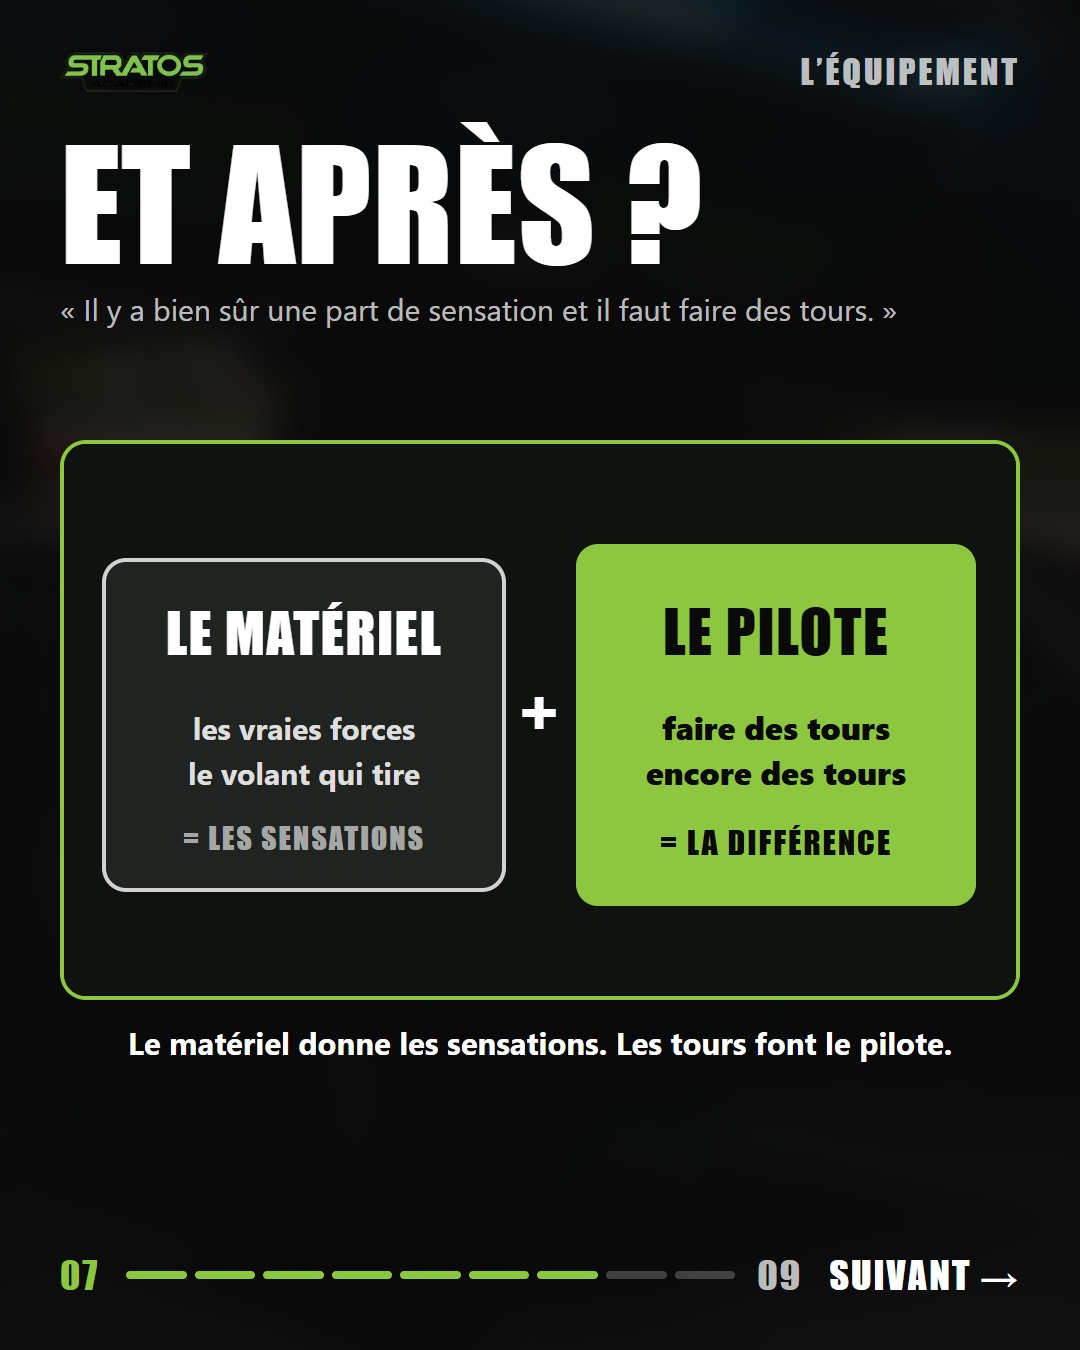 STRATOS
ACADEMIE
L’ÉQUIPEMENT
ET APRÈS ?
« Il y a bien sûr une part de sensation et il faut faire des tours. »
LE MATÉRIEL
les vraies forces
le volant qui tire
= LES SENSATIONS
+
LE PILOTE
faire des tours
encore des tours
= LA DIFFÉRENCE
Le matériel donne les sensations. Les tours font le pilote.
07
09
SUIVANT →